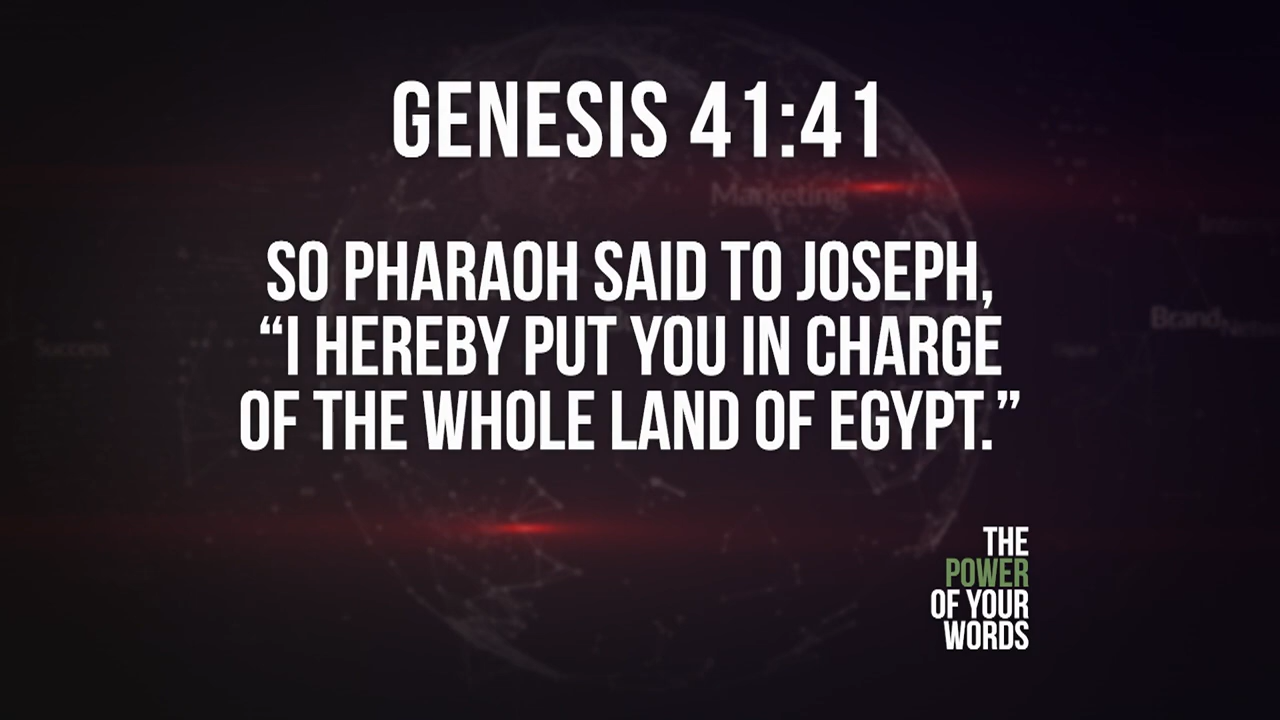 GENESIS 41:41
Marketing
SO PHARAOH SAID TO JOSEPH,
“I HEREBY PUT YOU IN CHARGE
OF THE WHOLE LAND OF EGYPT.”
Brand
Success
THE
POWER
OF YOUR
WORDS